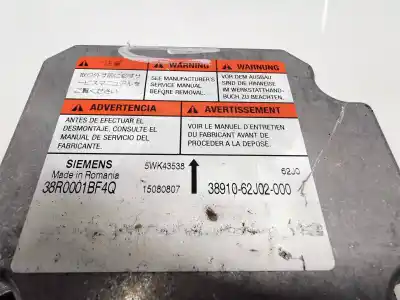 WARNING
WARNUNG
SEE MANUFACTURER'S
SERVICE MANUAL
BEFORE REMOVAL.
VOR DEM AUSBAU
SIND DIE HINWEISE
IM WERKSTATTHAND-
BUCH ZU BEACHTEN.
ADVERTENCIA
AVERTISSEMENT
ANTES DE EFECTUAR EL
DESMONTAJE, CONSULTE EL
MANUAL DE SERVICIO DEL
FABRICANTE.
VOIR LE MANUEL D'ENTRETIEN
DU FABRICANT AVANT DE
PROCEDER A LA DEPOSE.
SIEMENS
5WK43538
62J0
Made in Romania
38R0001BF4Q
T5080807
38910-62J02-000